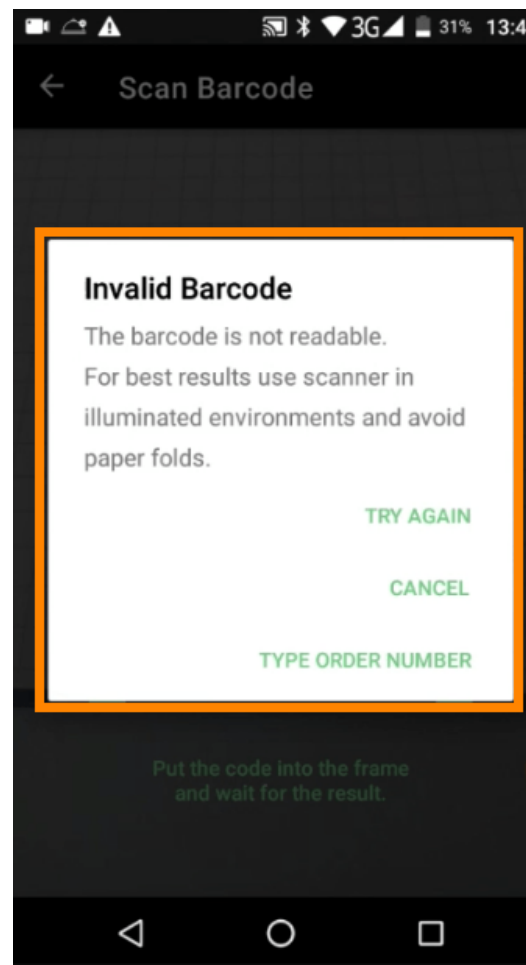 3G 31% 13:4
Scan Barcode
Invalid Barcode
The barcode is not readable.
For best results use scanner in
illuminated environments and avoid
paper folds.
TRY AGAIN
CANCEL
TYPE ORDER NUMBER
Put the code into the frame
and wait for the result.